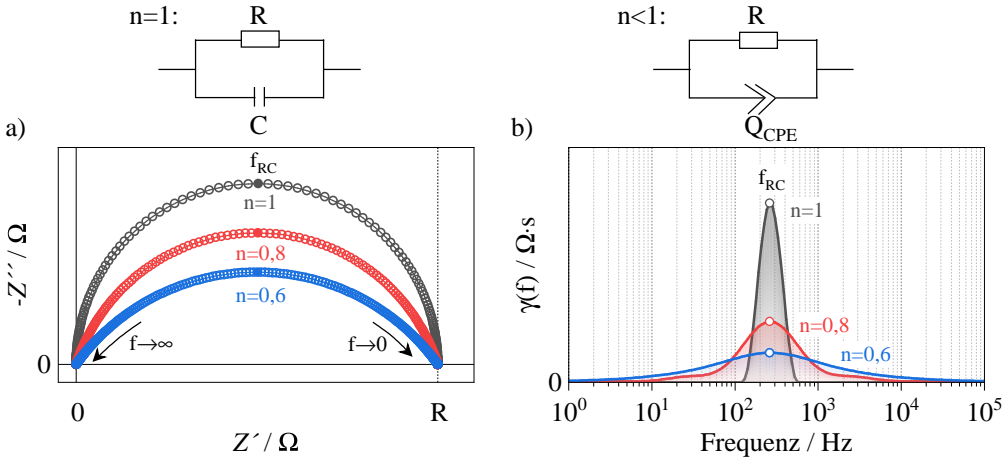 n=1:
R
C
n<1:
R
Q_CPE
a)
f_RC
n=1
n=0,8
n=0,6
f→∞
f→0
-Z´´ / Ω
0
0
R
Z´ / Ω
b)
f_RC
n=1
n=0,8
n=0,6
γ(f) / Ω·s
0
10^0 10^1 10^2 10^3 10^4 10^5
Frequenz / Hz